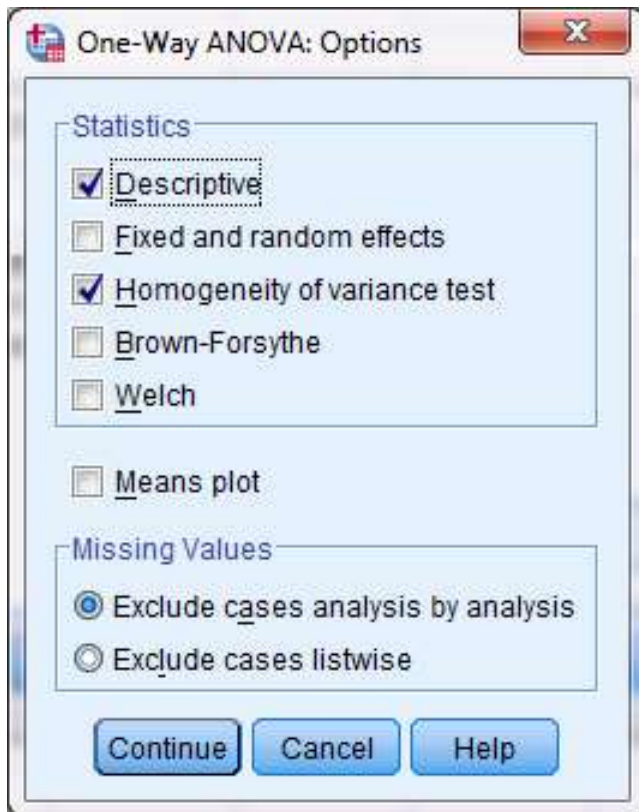 One-Way ANOVA: Options
Statistics
Descriptive
Fixed and random effects
Homogeneity of variance test
Brown-Forsythe
Welch
Means plot
Missing Values
Exclude cases analysis by analysis
Exclude cases listwise
Continue Cancel Help